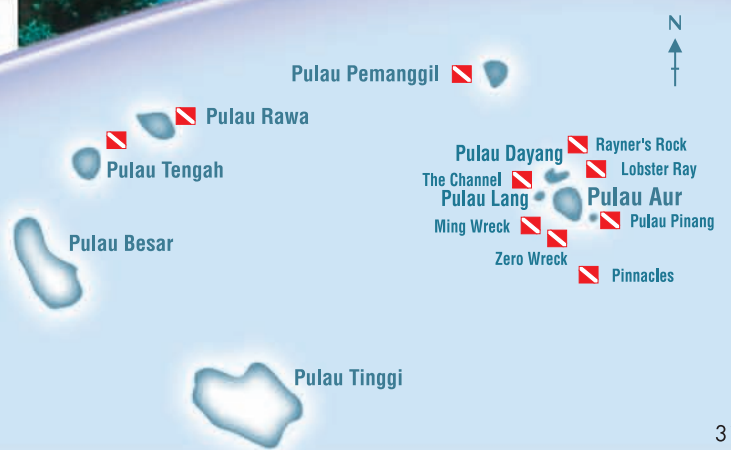 N
Pulau Pemanggil
Pulau Rawa
Rayner's Rock
Pulau Dayang
Lobster Ray
Pulau Tengah
The Channel
Pulau Lang
Pulau Aur
Pulau Pinang
Ming Wreck
Pulau Besar
Zero Wreck
Pinnacles
Pulau Tinggi
3